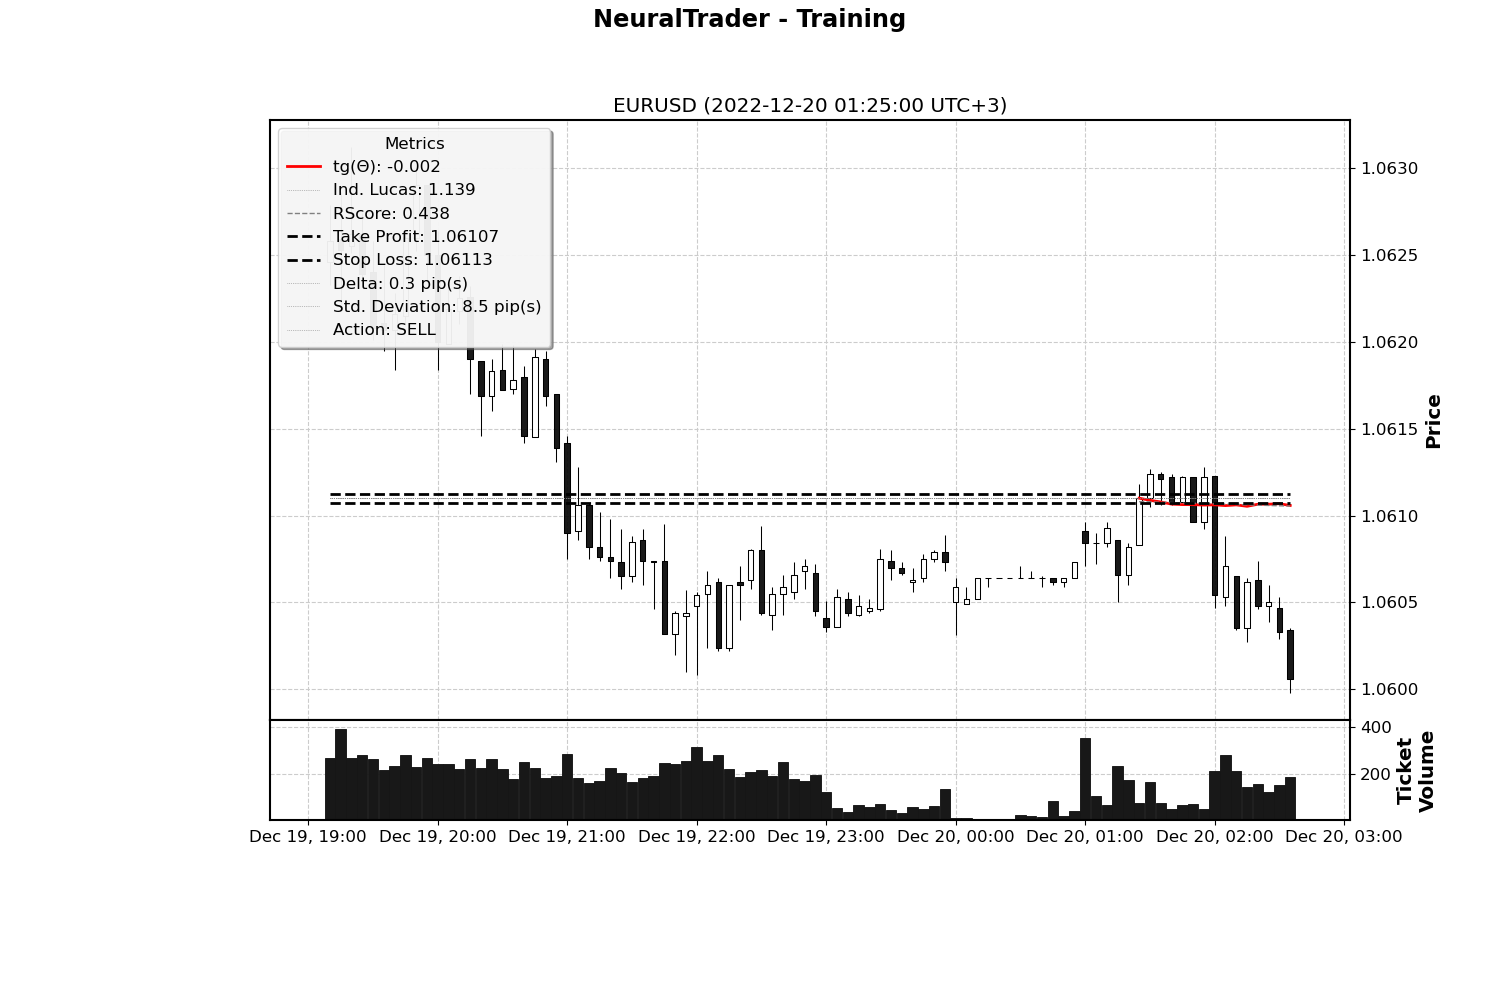 NeuralTrader - Training
EURUSD (2022-12-20 01:25:00 UTC+3)
Metrics
tg(Θ): -0.002
Ind. Lucas: 1.139
RScore: 0.438
Take Profit: 1.06107
Stop Loss: 1.06113
Delta: 0.3 pip(s)
Std. Deviation: 8.5 pip(s)
Action: SELL
1.0630
1.0625
1.0620
1.0615
1.0610
1.0605
1.0600
Price
400
200
Ticket
Volume
Dec 19, 19:00 Dec 19, 20:00 Dec 19, 21:00 Dec 19, 22:00 Dec 19, 23:00 Dec 20, 00:00 Dec 20, 01:00 Dec 20, 02:00 Dec 20, 03:00